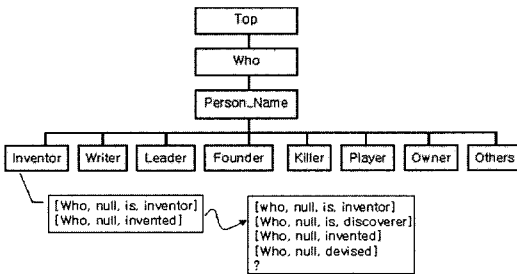 Top
Who
Person_Name
Inventor Writer Leader Founder Killer Player Owner Others
[Who, null, is, inventor]
[Who, null, invented]
[who, null, is, inventor]
[Who, null, is, discoverer]
[Who, null, invented]
[Who, null, devised]
?